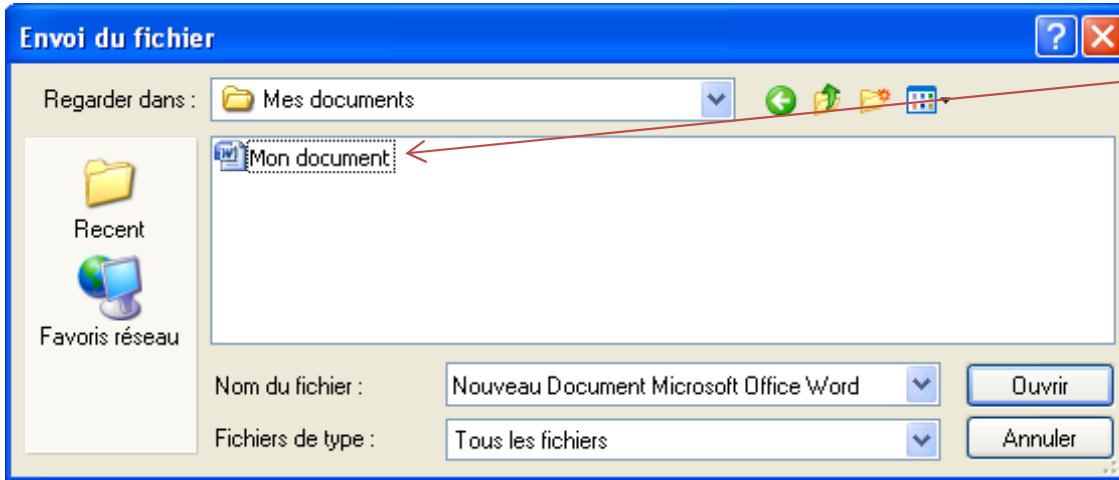 Envoi du fichier
Regarder dans :
Mes documents
Mon document
Recent
Favoris réseau
Nom du fichier :
Nouveau Document Microsoft Office Word
Ouvrir
Fichiers de type :
Tous les fichiers
Annuler